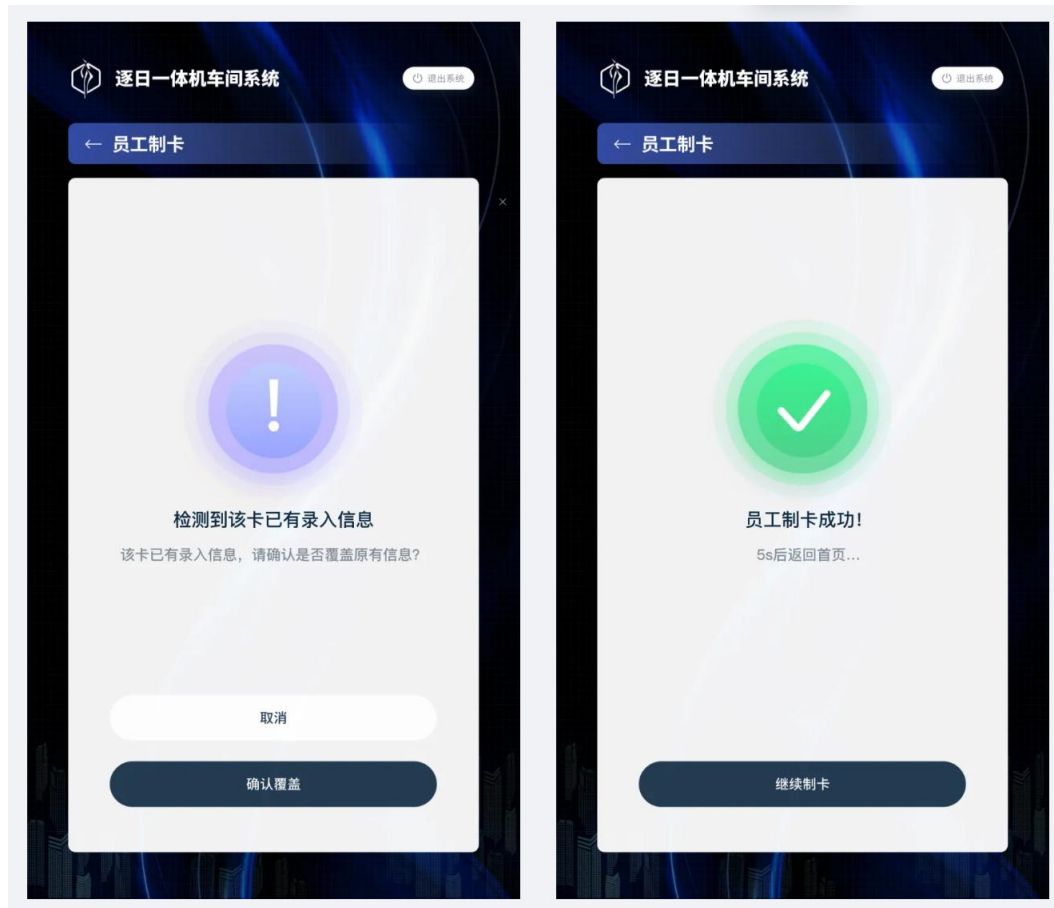 逐日一体机车间系统
退出系统
← 员工制卡
×
!
检测到该卡已有录入信息
该卡已有录入信息，请确认是否覆盖原有信息?
取消
确认覆盖
逐日一体机车间系统
退出系统
← 员工制卡
员工制卡成功!
5s后返回首页...
继续制卡